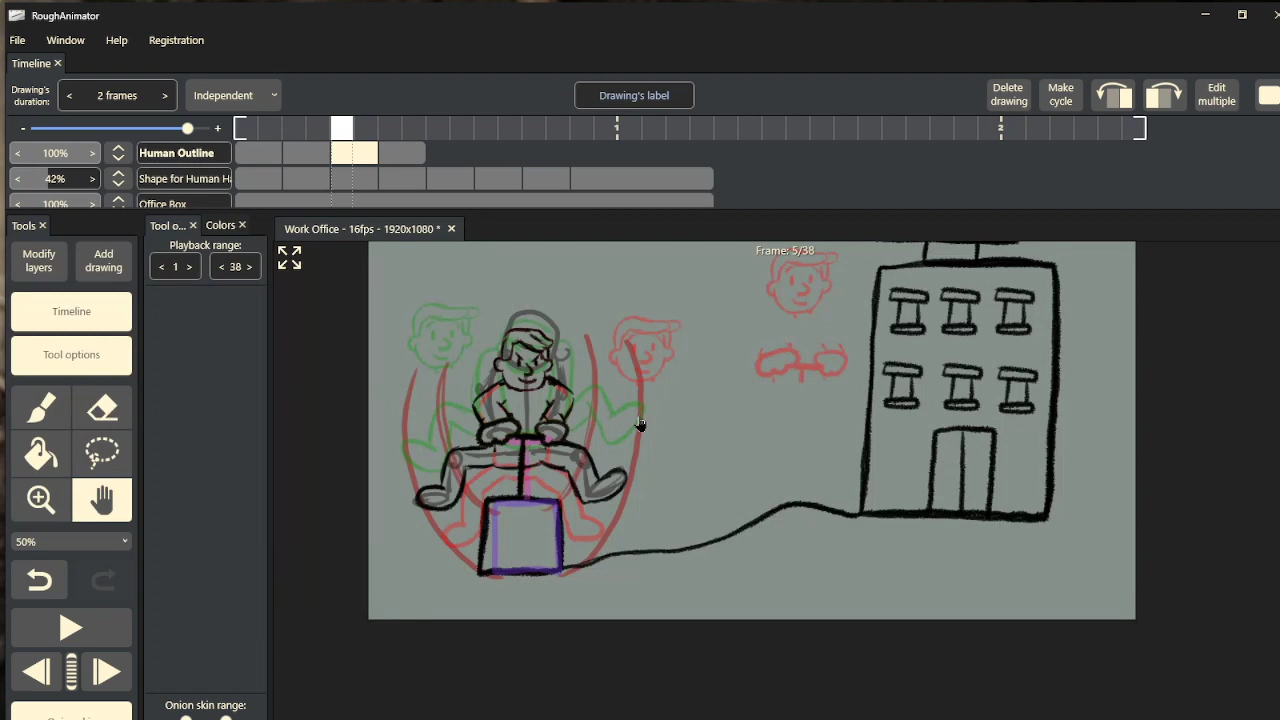 RoughAnimator
File Window Help Registration
Timeline
Drawing's duration: < 2 frames > Independent Drawing's label Delete drawing Make cycle Edit multiple
- + 1 2
< 100% > Human Outline
< 42% > Shape for Human H
< 100% > Office Box
Tools Tool o... Colors Work Office - 16fps - 1920x1080 *
Modify layers Add drawing Playback range: Frame: 5/38
< 1 > < 38 >
Timeline
Tool options
50%
Onion skin range: